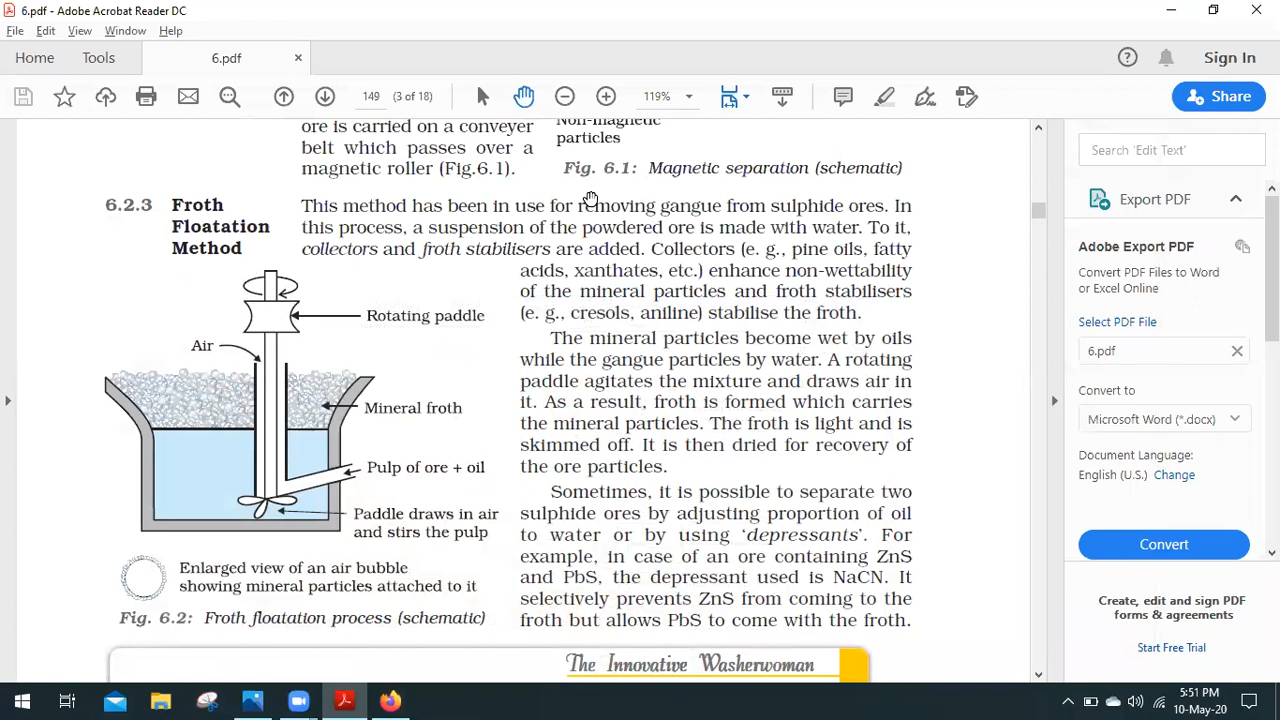 6.pdf - Adobe Acrobat Reader DC
File Edit View Window Help
Home Tools 6.pdf × Sign In
149 (3 of 18) 119% Share
ore is carried on a conveyer
belt which passes over a
magnetic roller (Fig.6.1).
Non-magnetic
particles
Fig. 6.1: Magnetic separation (schematic)
6.2.3 Froth
Floatation
Method
This method has been in use for removing gangue from sulphide ores. In
this process, a suspension of the powdered ore is made with water. To it,
collectors and froth stabilisers are added. Collectors (e. g., pine oils, fatty
acids, xanthates, etc.) enhance non-wettability
of the mineral particles and froth stabilisers
(e. g., cresols, aniline) stabilise the froth.
The mineral particles become wet by oils
while the gangue particles by water. A rotating
paddle agitates the mixture and draws air in
it. As a result, froth is formed which carries
the mineral particles. The froth is light and is
skimmed off. It is then dried for recovery of
the ore particles.
Sometimes, it is possible to separate two
sulphide ores by adjusting proportion of oil
to water or by using ‘depressants’. For
example, in case of an ore containing ZnS
and PbS, the depressant used is NaCN. It
selectively prevents ZnS from coming to the
froth but allows PbS to come with the froth.
Rotating paddle
Air
Mineral froth
Pulp of ore + oil
Paddle draws in air
and stirs the pulp
Enlarged view of an air bubble
showing mineral particles attached to it
Fig. 6.2: Froth floatation process (schematic)
The Innovative Washerwoman
Search 'Edit Text'
Export PDF
Adobe Export PDF
Convert PDF Files to Word
or Excel Online
Select PDF File
6.pdf
Convert to
Microsoft Word (*.docx)
Document Language:
English (U.S.) Change
Convert
Create, edit and sign PDF
forms & agreements
Start Free Trial
5:51 PM
10-May-20